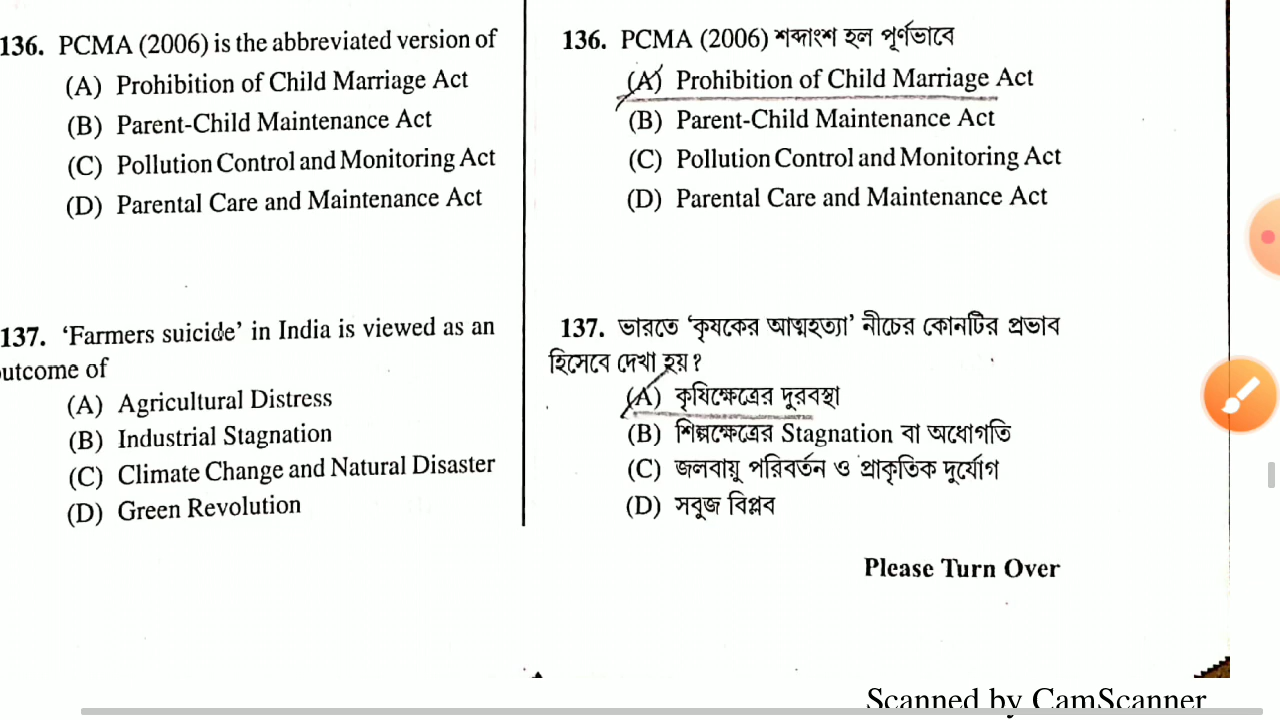 136. PCMA (2006) is the abbreviated version of
(A) Prohibition of Child Marriage Act
(B) Parent-Child Maintenance Act
(C) Pollution Control and Monitoring Act
(D) Parental Care and Maintenance Act
137. ‘Farmers suicide’ in India is viewed as an
utcome of
(A) Agricultural Distress
(B) Industrial Stagnation
(C) Climate Change and Natural Disaster
(D) Green Revolution
136. PCMA (2006) শব্দাংশ হল পূর্ণভাবে
(A) Prohibition of Child Marriage Act
(B) Parent-Child Maintenance Act
(C) Pollution Control and Monitoring Act
(D) Parental Care and Maintenance Act
137. ভারতে ‘কৃষকের আত্মহত্যা’ নীচের কোনটির প্রভাব
হিসেবে দেখা হয়?
(A) কৃষিক্ষেত্রের দুরবস্থা
(B) শিল্পক্ষেত্রের Stagnation বা অধোগতি
(C) জলবায়ু পরিবর্তন ও প্রাকৃতিক দুর্যোগ
(D) সবুজ বিপ্লব
Please Turn Over
Scanned by CamScanner